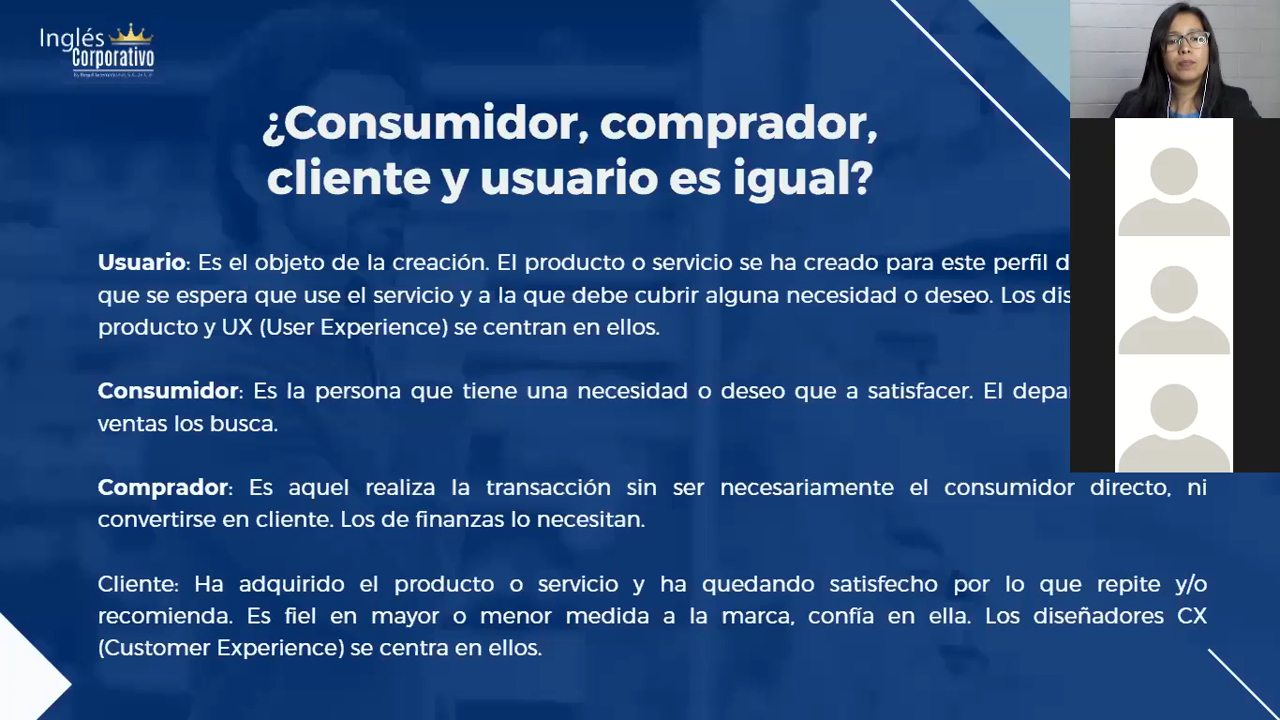 Inglés
Corporativo
¿Consumidor, comprador,
cliente y usuario es igual?
Usuario: Es el objeto de la creación. El producto o servicio se ha creado para este perfil
que se espera que use el servicio y a la que debe cubrir alguna necesidad o deseo. Los
producto y UX (User Experience) se centran en ellos.
Consumidor: Es la persona que tiene una necesidad o deseo que a satisfacer. El
ventas los busca.
Comprador: Es aquel realiza la transacción sin ser necesariamente el consumidor directo, ni
convertirse en cliente. Los de finanzas lo necesitan.
Cliente: Ha adquirido el producto o servicio y ha quedando satisfecho por lo que repite y/o
recomienda. Es fiel en mayor o menor medida a la marca, confía en ella. Los diseñadores CX
(Customer Experience) se centra en ellos.